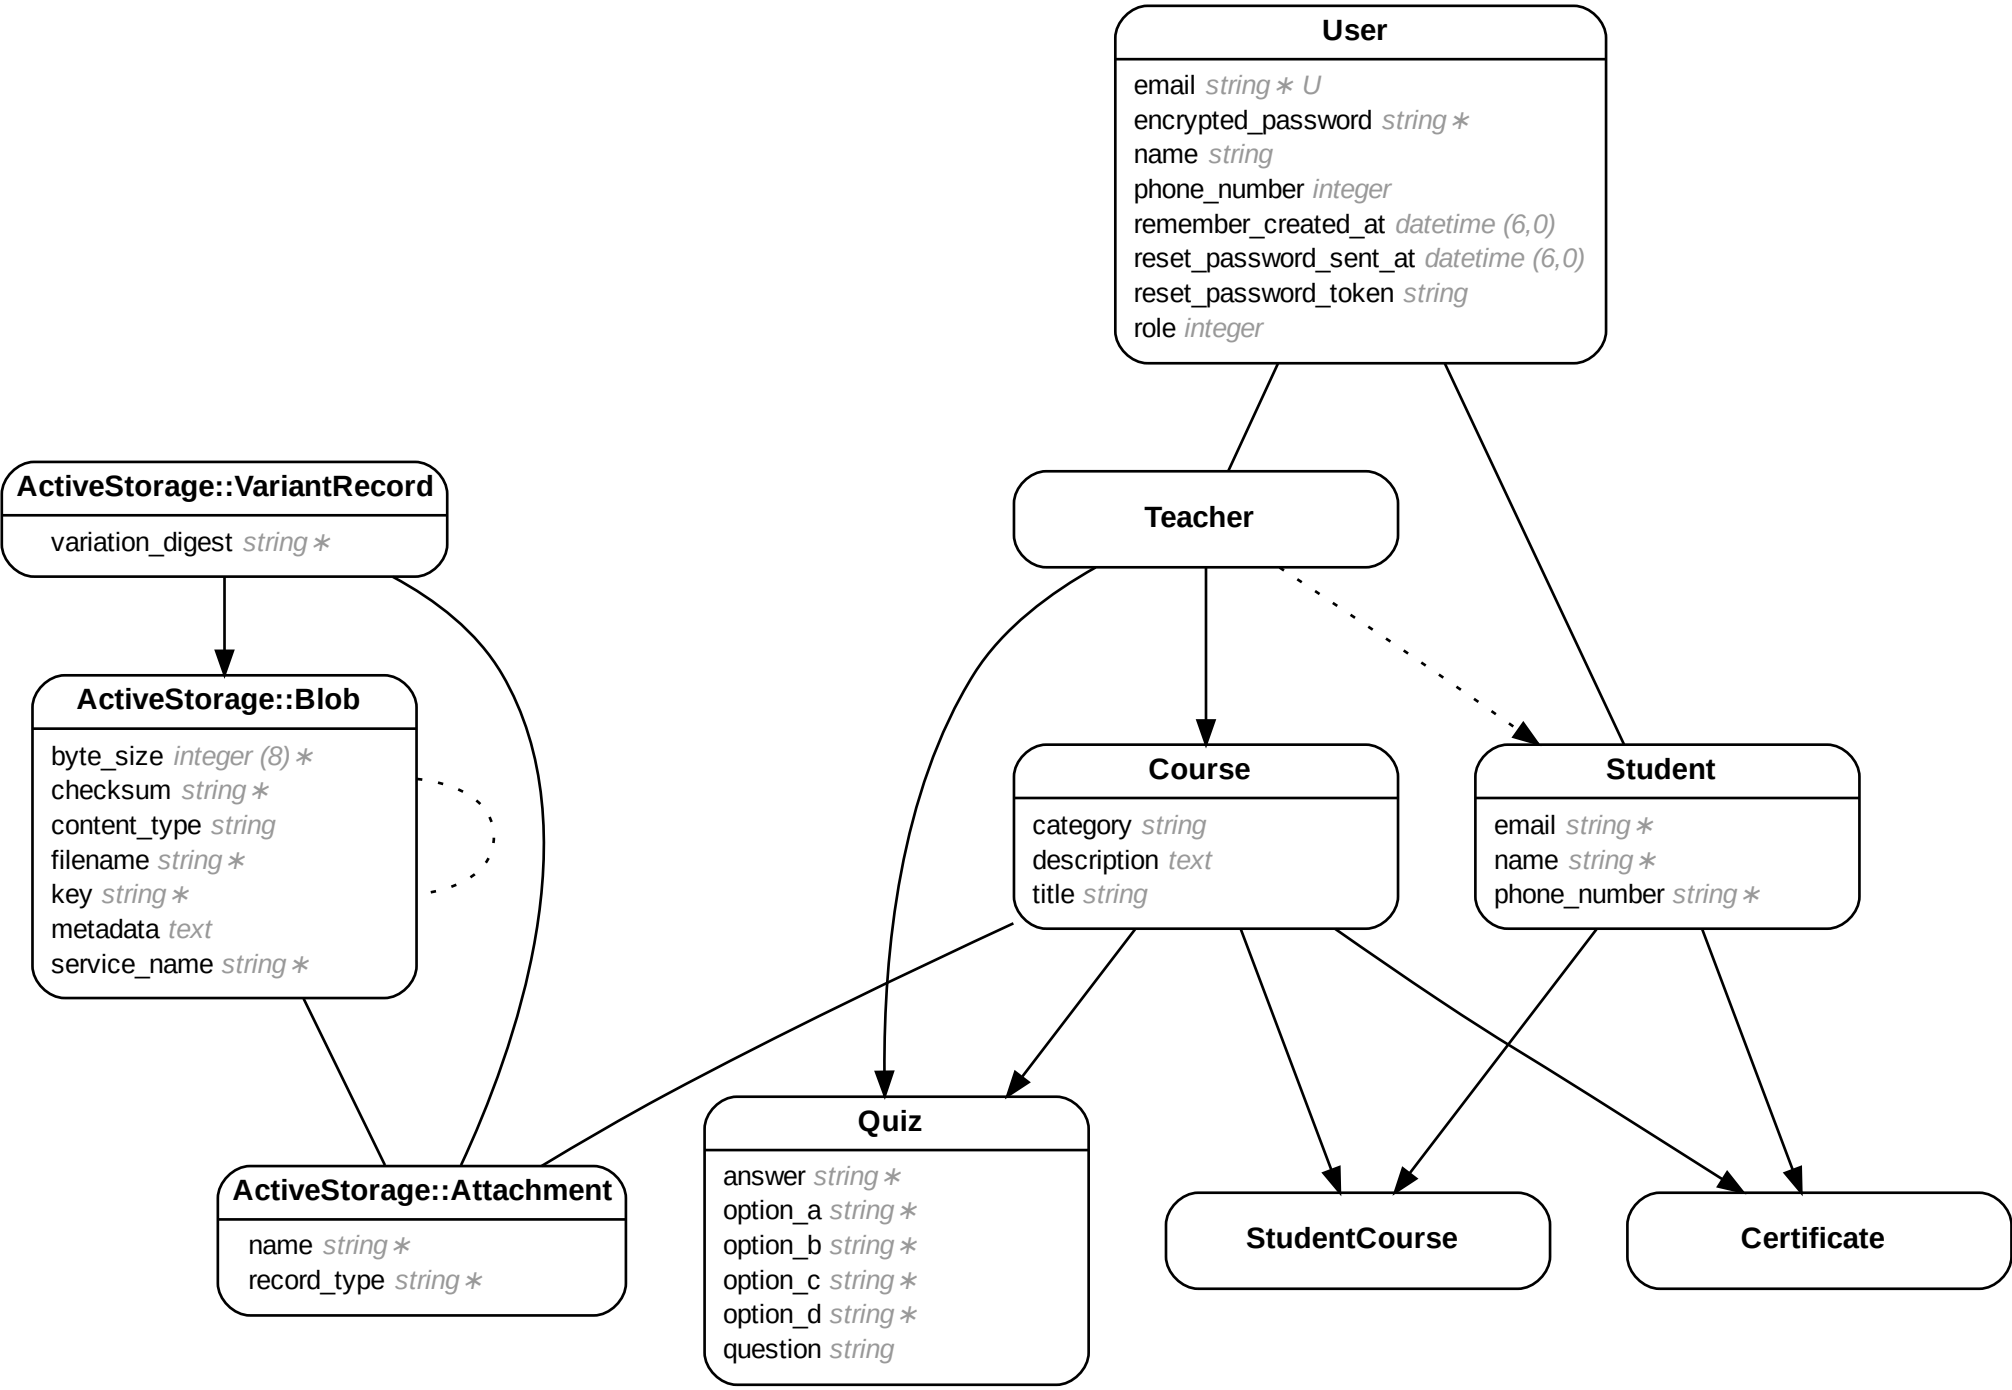 User
email string∗ U
encrypted_password string∗
name string
phone_number integer
remember_created_at datetime (6,0)
reset_password_sent_at datetime (6,0)
reset_password_token string
role integer
ActiveStorage::VariantRecord
variation_digest string∗
Teacher
ActiveStorage::Blob
byte_size integer (8)∗
checksum string∗
content_type string
filename string∗
key string∗
metadata text
service_name string∗
Course
category string
description text
title string
Student
email string∗
name string∗
phone_number string∗
ActiveStorage::Attachment
name string∗
record_type string∗
Quiz
answer string∗
option_a string∗
option_b string∗
option_c string∗
option_d string∗
question string
StudentCourse
Certificate